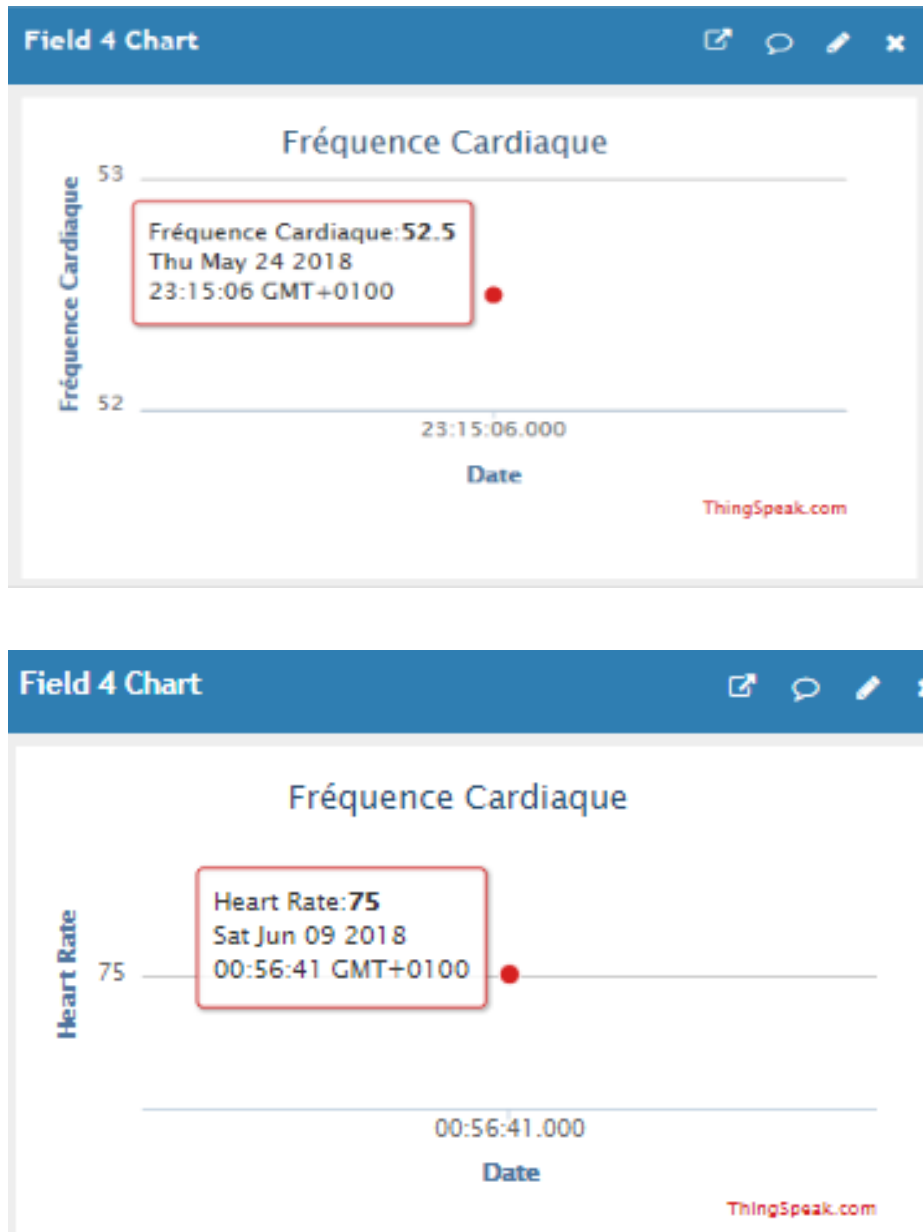 Field 4 Chart
Fréquence Cardiaque
53
Fréquence Cardiaque:52.5
Thu May 24 2018
23:15:06 GMT+0100
Fréquence Cardiaque
52
23:15:06.000
Date
ThingSpeak.com
Field 4 Chart
Fréquence Cardiaque
Heart Rate:75
Sat Jun 09 2018
00:56:41 GMT+0100
Heart Rate
75
00:56:41.000
Date
ThingSpeak.com